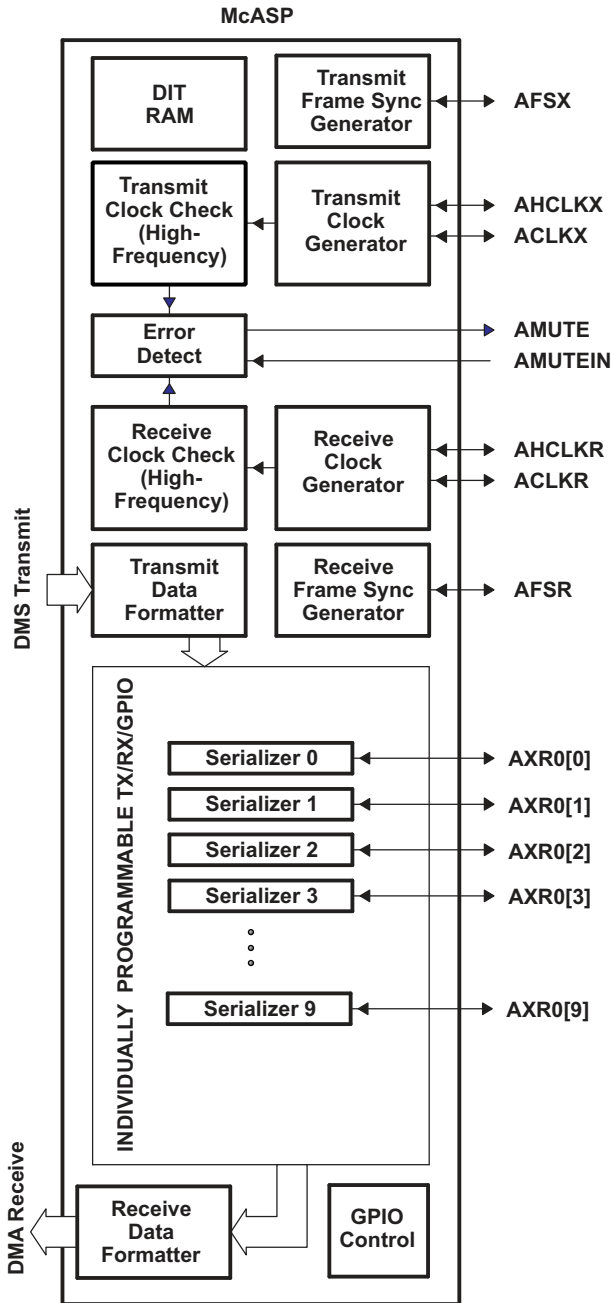 McASP
DIT
RAM
Transmit
Frame Sync
Generator
AFSX
Transmit
Clock Check
(High-
Frequency)
Transmit
Clock
Generator
AHCLKX
ACLKX
Error
Detect
AMUTE
AMUTEIN
Receive
Clock Check
(High-
Frequency)
Receive
Clock
Generator
AHCLKR
ACLKR
DMS Transmit
Transmit
Data
Formatter
Receive
Frame Sync
Generator
AFSR
INDIVIDUALLY PROGRAMMABLE TX/RX/GPIO
Serializer 0
AXR0[0]
Serializer 1
AXR0[1]
Serializer 2
AXR0[2]
Serializer 3
AXR0[3]
Serializer 9
AXR0[9]
DMA Receive
Receive
Data
Formatter
GPIO
Control